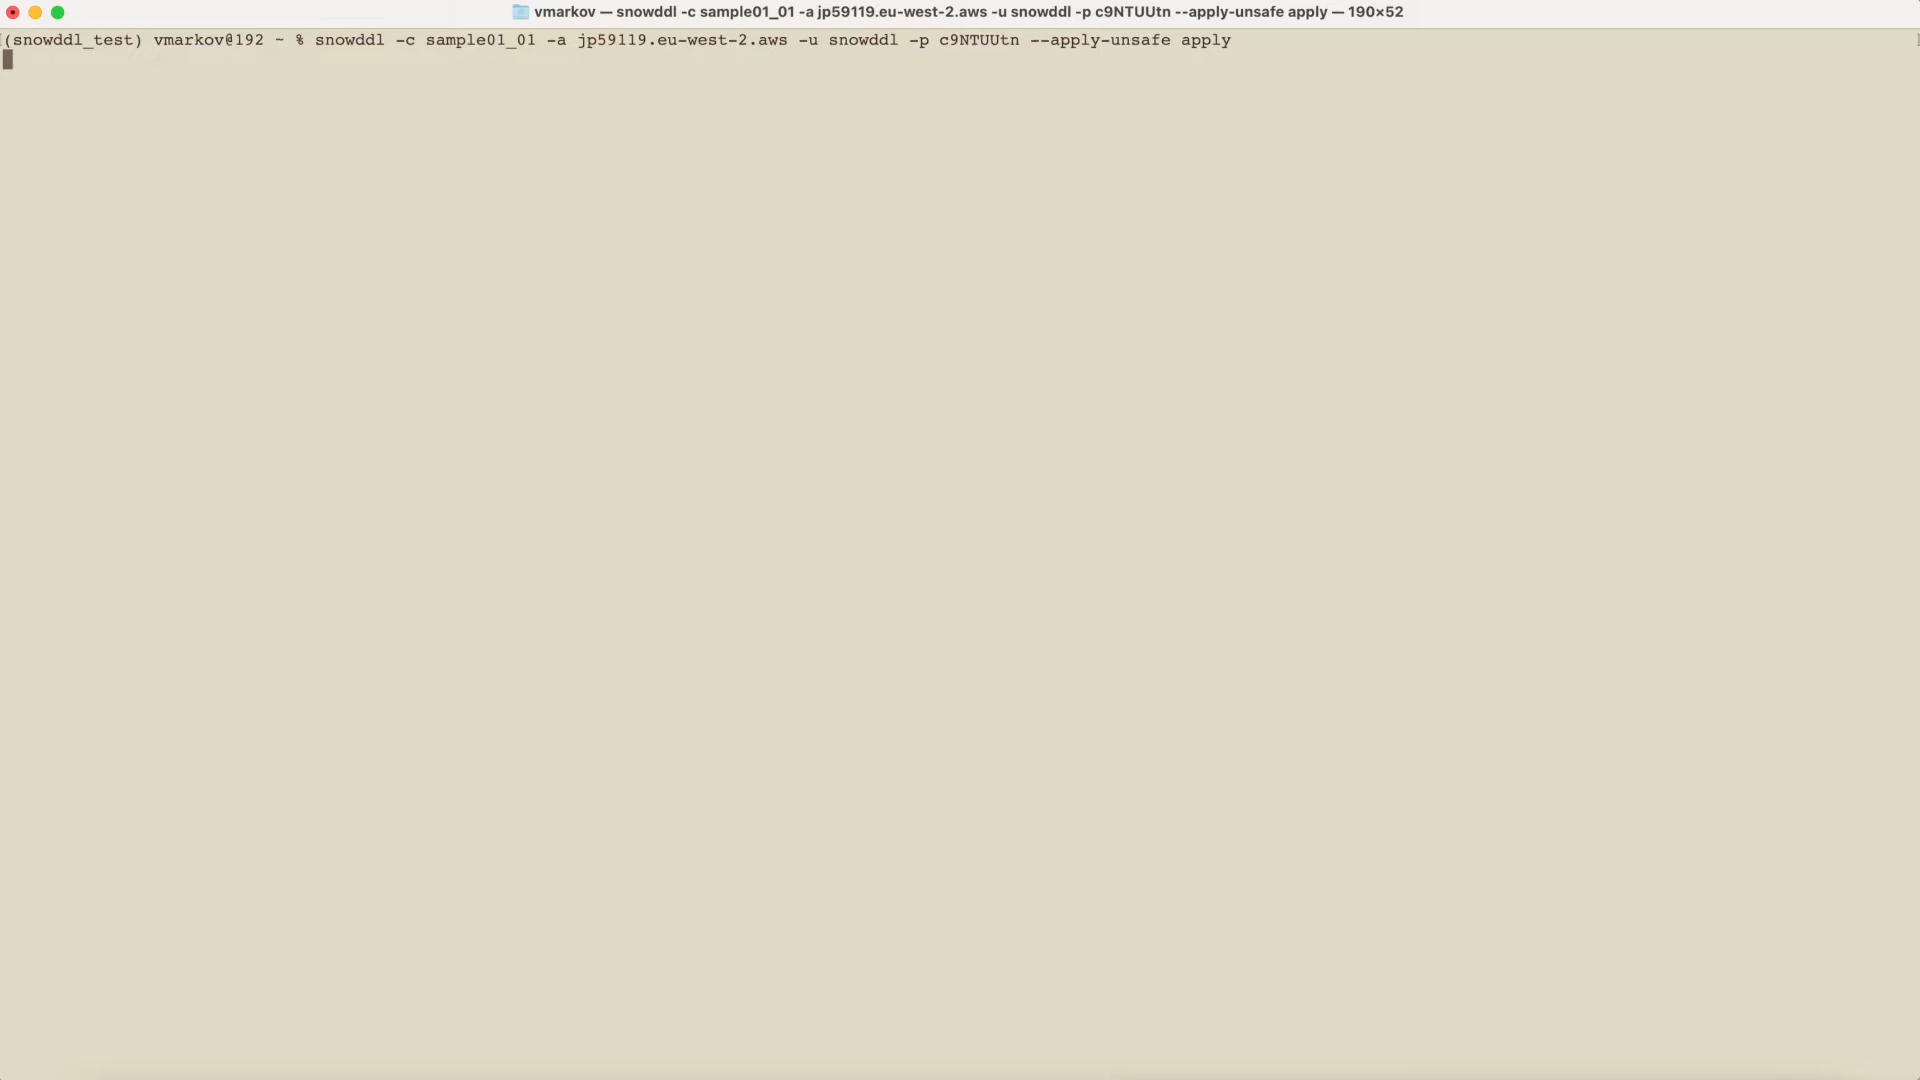 vmarkov — snowddl -c sample01_01 -a jp59119.eu-west-2.aws -u snowddl -p c9NTUUtn --apply-unsafe apply — 190×52
(snowddl_test) vmarkov@192 ~ % snowddl -c sample01_01 -a jp59119.eu-west-2.aws -u snowddl -p c9NTUUtn --apply-unsafe apply